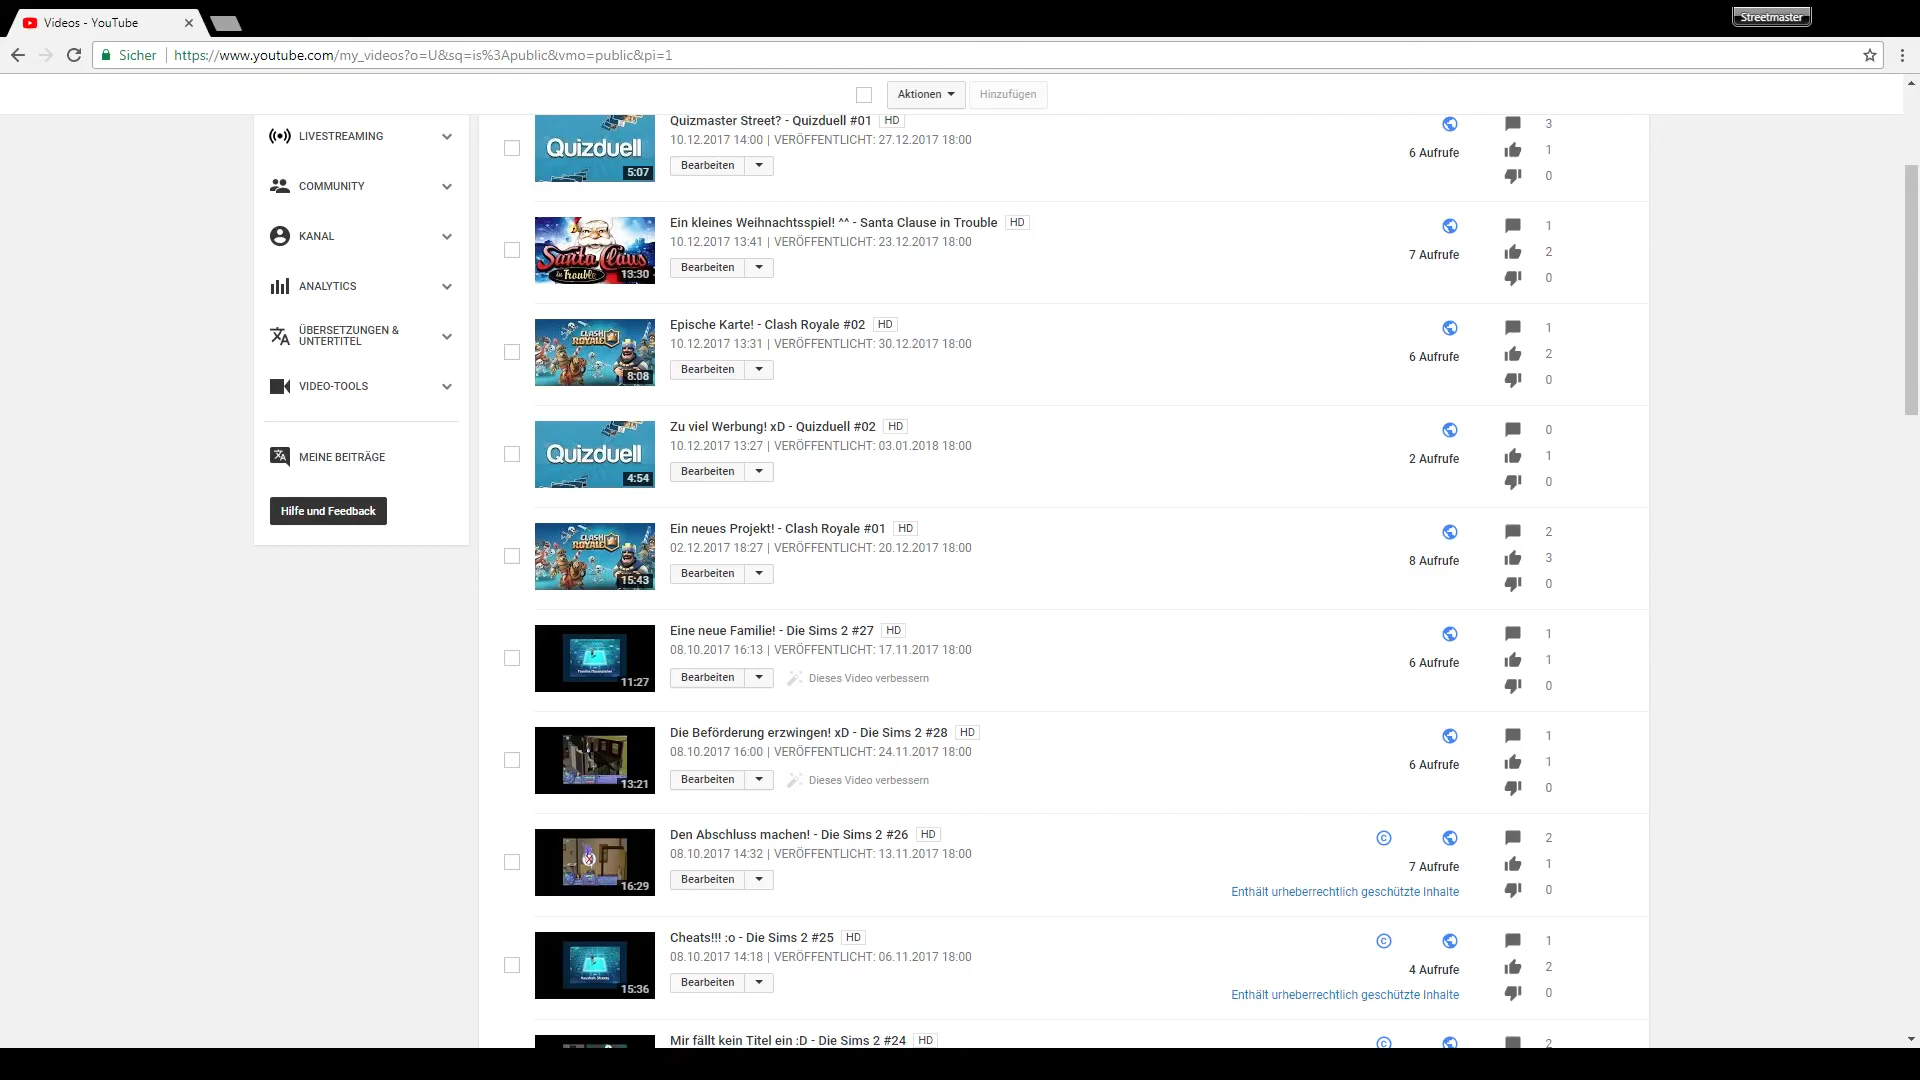 Videos - YouTube
Streetmaster
Sicher
https://www.youtube.com/my_videos?o=U&sq=is%3Apublic&vmo=public&pi=1
Aktionen
Hinzufügen
LIVESTREAMING
COMMUNITY
KANAL
ANALYTICS
ÜBERSETZUNGEN &
UNTERTITEL
VIDEO-TOOLS
MEINE BEITRÄGE
Hilfe und Feedback
Quizduell
5:07
Quizmaster Street? - Quizduell #01 HD
10.12.2017 14:00 | VERÖFFENTLICHT: 27.12.2017 18:00
Bearbeiten
6 Aufrufe
3
1
0
Santa Claus
in Trouble
13:30
Ein kleines Weihnachtsspiel! ^^ - Santa Clause in Trouble HD
10.12.2017 13:41 | VERÖFFENTLICHT: 23.12.2017 18:00
Bearbeiten
7 Aufrufe
1
2
0
CLASH
ROYALE
8:08
Epische Karte! - Clash Royale #02 HD
10.12.2017 13:31 | VERÖFFENTLICHT: 30.12.2017 18:00
Bearbeiten
6 Aufrufe
1
2
0
Quizduell
4:54
Zu viel Werbung! xD - Quizduell #02 HD
10.12.2017 13:27 | VERÖFFENTLICHT: 03.01.2018 18:00
Bearbeiten
2 Aufrufe
0
1
0
CLASH
ROYALE
15:43
Ein neues Projekt! - Clash Royale #01 HD
02.12.2017 18:27 | VERÖFFENTLICHT: 20.12.2017 18:00
Bearbeiten
8 Aufrufe
2
3
0
11:27
Eine neue Familie! - Die Sims 2 #27 HD
08.10.2017 16:13 | VERÖFFENTLICHT: 17.11.2017 18:00
Bearbeiten
Dieses Video verbessern
6 Aufrufe
1
1
0
13:21
Die Beförderung erzwingen! xD - Die Sims 2 #28 HD
08.10.2017 16:00 | VERÖFFENTLICHT: 24.11.2017 18:00
Bearbeiten
Dieses Video verbessern
6 Aufrufe
1
1
0
16:29
Den Abschluss machen! - Die Sims 2 #26 HD
08.10.2017 14:32 | VERÖFFENTLICHT: 13.11.2017 18:00
Bearbeiten
7 Aufrufe
Enthält urheberrechtlich geschützte Inhalte
2
1
0
15:36
Cheats!!! :o - Die Sims 2 #25 HD
08.10.2017 14:18 | VERÖFFENTLICHT: 06.11.2017 18:00
Bearbeiten
4 Aufrufe
Enthält urheberrechtlich geschützte Inhalte
1
2
0
Mir fällt kein Titel ein :D - Die Sims 2 #24 HD
2